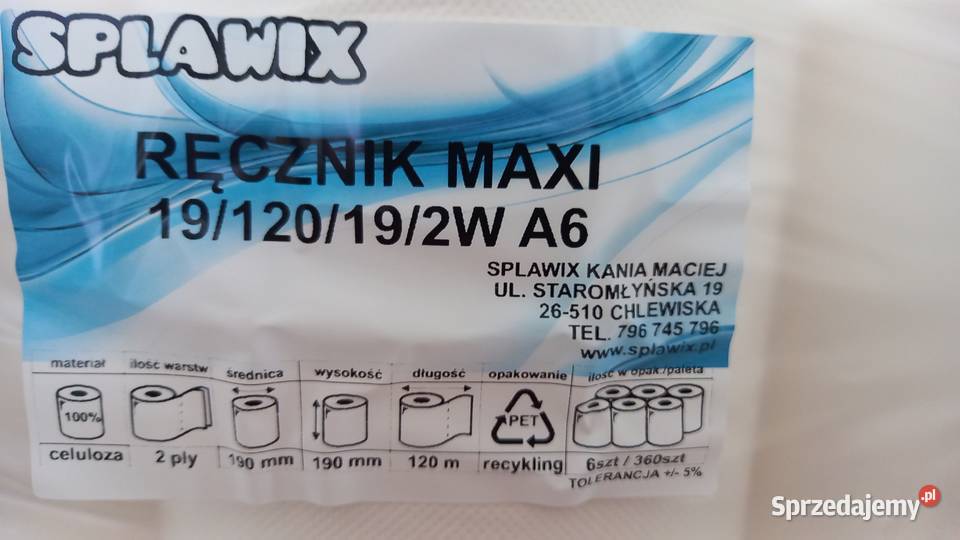 SPLAWIX
RĘCZNIK MAXI
19/120/19/2W A6
SPLAWIX KANIA MACIEJ
UL. STAROMŁYŃSKA 19
26-510 CHLEWISKA
TEL. 796 745 796
www.splawix.pl
materiał ilość warstw średnica wysokość długość opakowanie ilość w opak./paleta
100% PET
celuloza 2 ply 190 mm 190 mm 120 m recykling 6szt / 360szt
TOLERANCJA +/- 5%
Sprzedajemy.pl